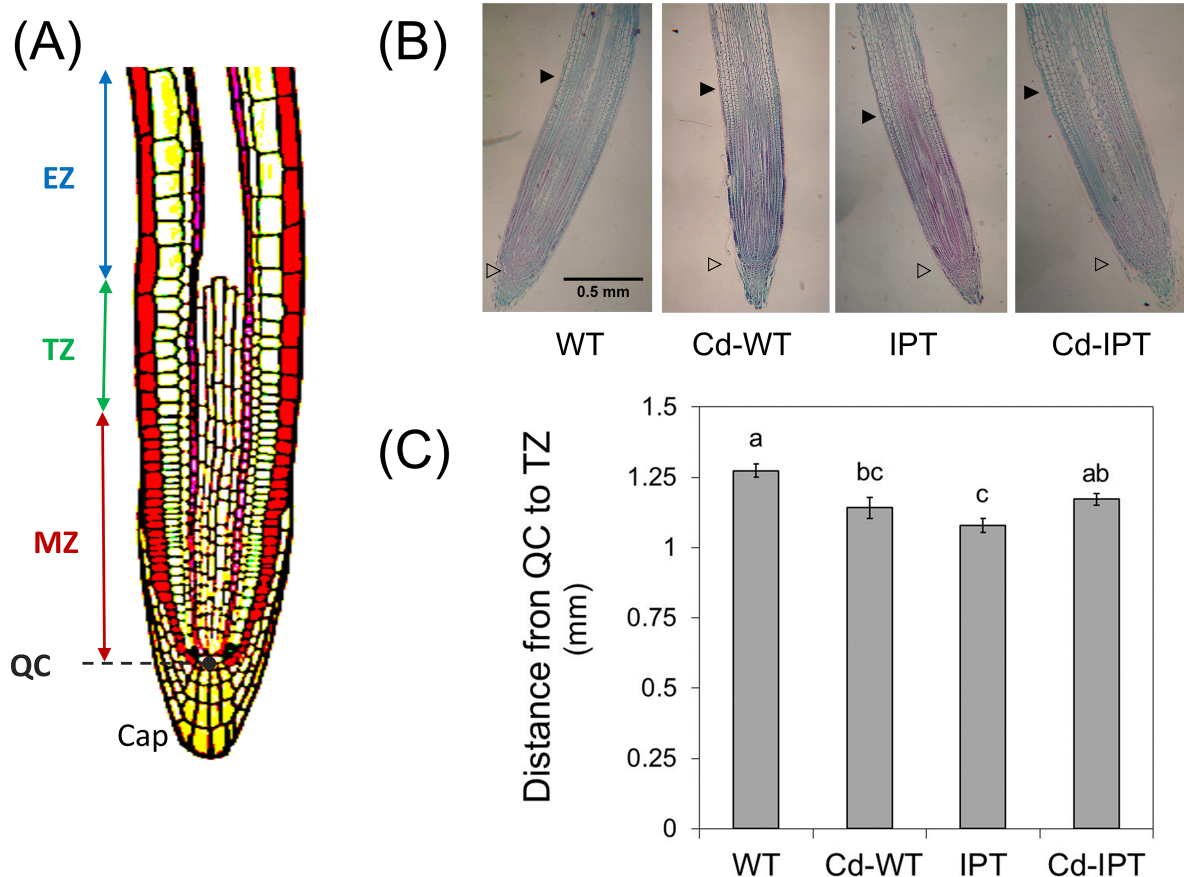 (A)
EZ
TZ
MZ
QC
Cap
(B)
0.5 mm
WT
Cd-WT
IPT
Cd-IPT
(C)
Distance fron QC to TZ
(mm)
1.5
1.25
1
0.75
0.5
0.25
0
a
bc
c
ab
WT
Cd-WT
IPT
Cd-IPT